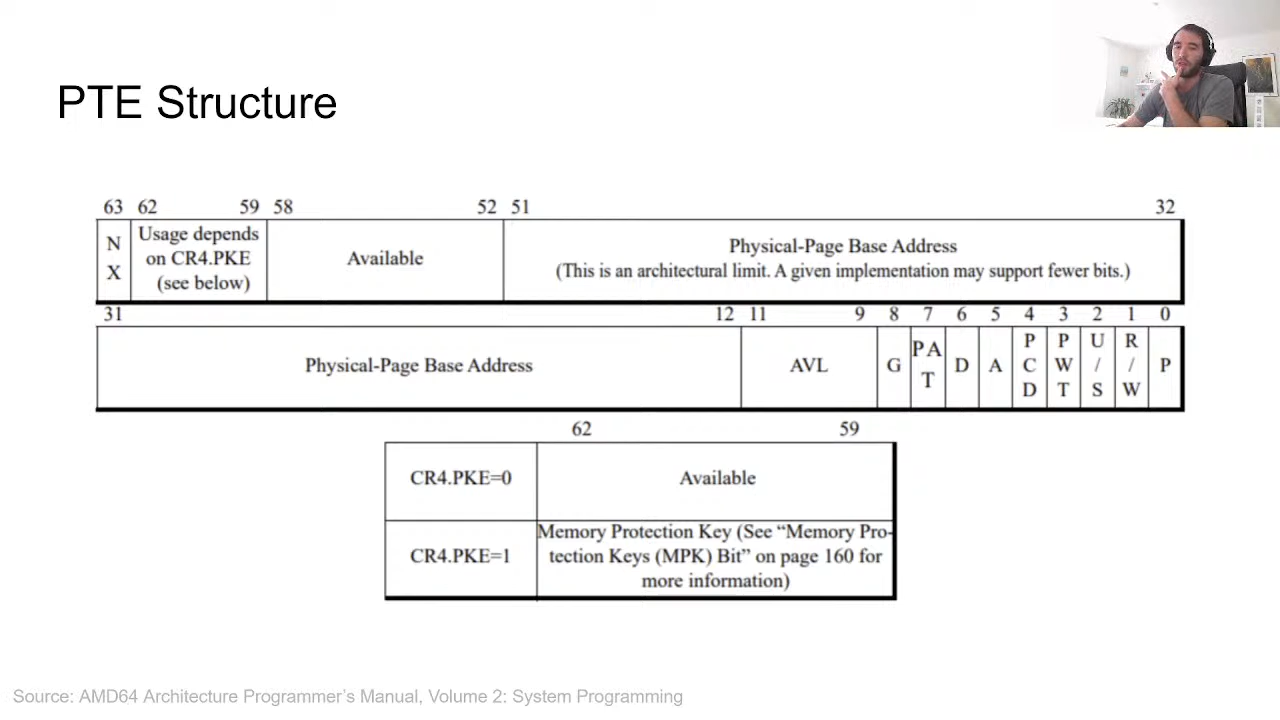 PTE Structure
63 62 59 58 52 51 32
N
X
Usage depends
on CR4.PKE
(see below)
Available
Physical-Page Base Address
(This is an architectural limit. A given implementation may support fewer bits.)
31 12 11 9 8 7 6 5 4 3 2 1 0
Physical-Page Base Address
AVL
G
PA
T
D
A
P
C
D
P
W
T
U
/
S
R
/
W
P
62 59
CR4.PKE=0
Available
CR4.PKE=1
Memory Protection Key (See “Memory Pro-
tection Keys (MPK) Bit” on page 160 for
more information)
Source: AMD64 Architecture Programmer’s Manual, Volume 2: System Programming